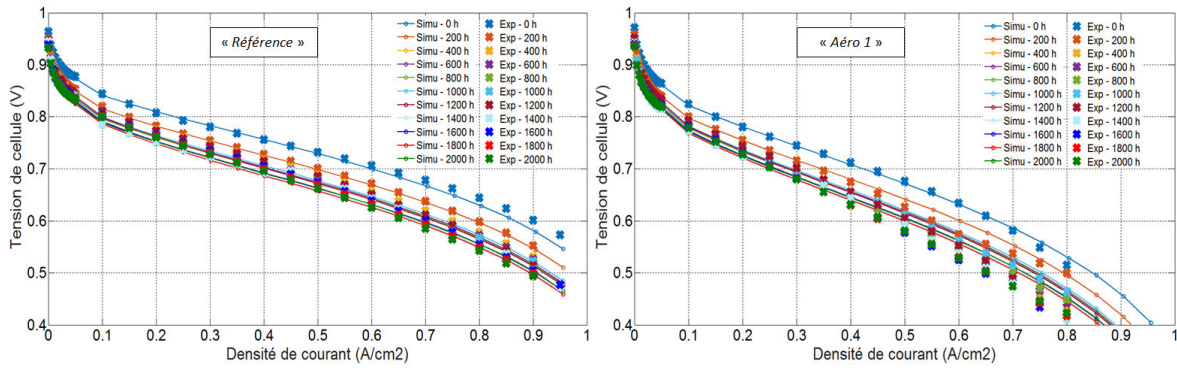 « Référence »
Simu - 0 h
Simu - 200 h
Simu - 400 h
Simu - 600 h
Simu - 800 h
Simu - 1000 h
Simu - 1200 h
Simu - 1400 h
Simu - 1600 h
Simu - 1800 h
Simu - 2000 h
Exp - 0 h
Exp - 200 h
Exp - 400 h
Exp - 600 h
Exp - 800 h
Exp - 1000 h
Exp - 1200 h
Exp - 1400 h
Exp - 1600 h
Exp - 1800 h
Exp - 2000 h
Tension de cellule (V)
1
0.9
0.8
0.7
0.6
0.5
0.4
0 0.1 0.2 0.3 0.4 0.5 0.6 0.7 0.8 0.9 1
Densité de courant (A/cm2)
« Aéro 1 »
Simu - 0 h
Simu - 200 h
Simu - 400 h
Simu - 600 h
Simu - 800 h
Simu - 1000 h
Simu - 1200 h
Simu - 1400 h
Simu - 1600 h
Simu - 1800 h
Simu - 2000 h
Exp - 0 h
Exp - 200 h
Exp - 400 h
Exp - 600 h
Exp - 800 h
Exp - 1000 h
Exp - 1200 h
Exp - 1400 h
Exp - 1600 h
Exp - 1800 h
Exp - 2000 h
Tension de cellule (V)
1
0.9
0.8
0.7
0.6
0.5
0.4
0 0.1 0.2 0.3 0.4 0.5 0.6 0.7 0.8 0.9 1
Densité de courant (A/cm2)